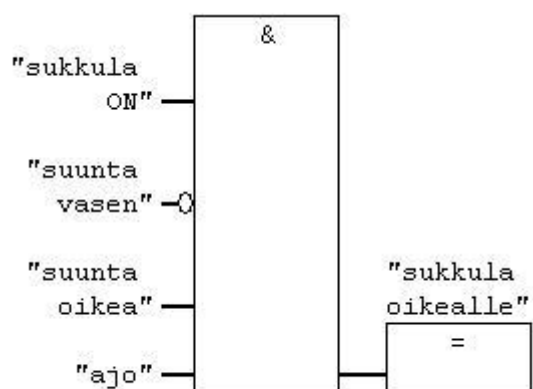 &
"sukkula
ON"
"suunta
vasen"
"suunta
oikea"
"sukkula
oikealle"
"ajo"
=